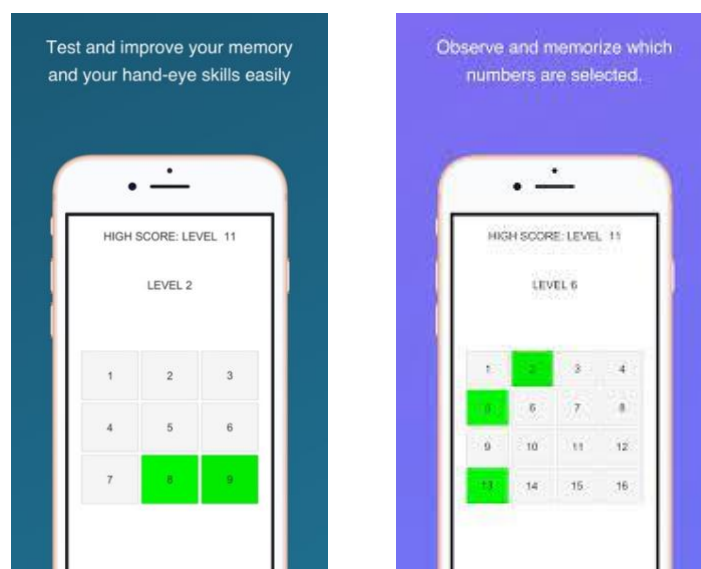 Test and improve your memory
and your hand-eye skills easily
HIGH SCORE: LEVEL 11
LEVEL 2
1 2 3
4 5 6
7 8 9
Observe and memorize which
numbers are selected.
HIGH SCORE: LEVEL 11
LEVEL 6
1 2 3 4
5 6 7 8
9 10 11 12
13 14 15 16